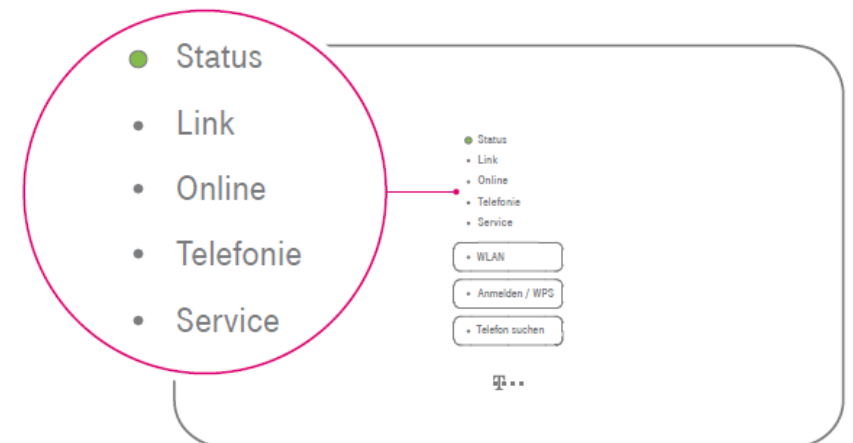 Status
Link
Online
Telefonie
Service
Status
Link
Online
Telefonie
Service
WLAN
Anmelden / WPS
Telefon suchen
T··